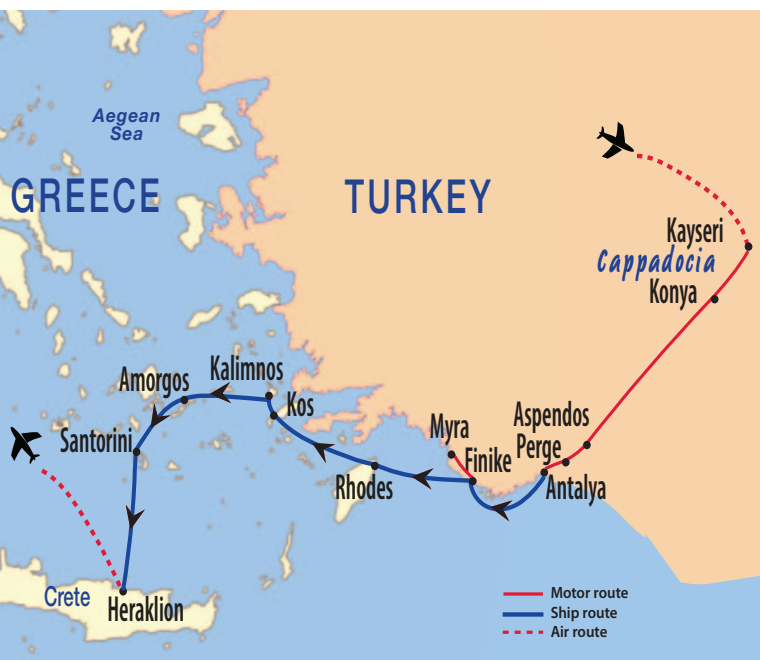 Aegean
Sea
GREECE
TURKEY
Kayseri
Cappadocia
Konya
Kalimnos
Amorgos
Kos
Aspendos
Myra
Perge
Santorini
Finike
Rhodes
Antalya
Crete
Heraklion
Motor route
Ship route
Air route